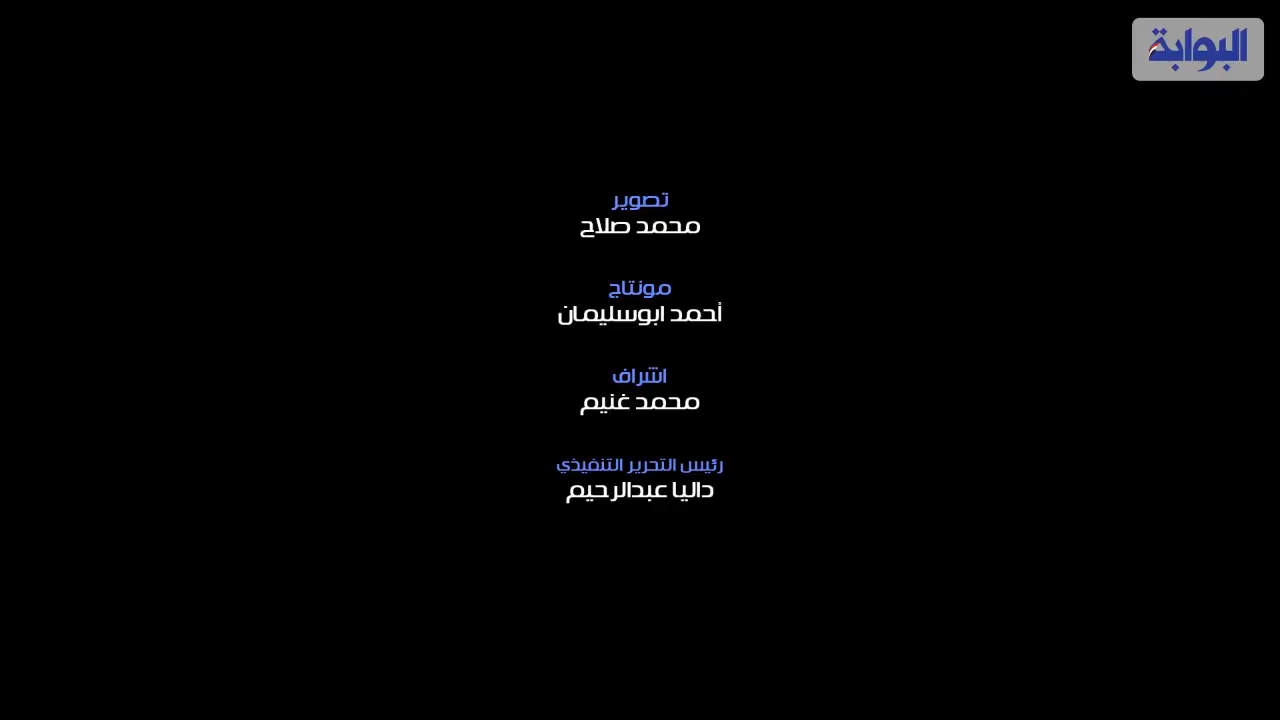 البوابة
تصوير
محمد صلاح
مونتاج
أحمد ابوسليمان
اشراف
محمد غنيم
رئيس التحرير التنفيذي
داليا عبدالرحيم